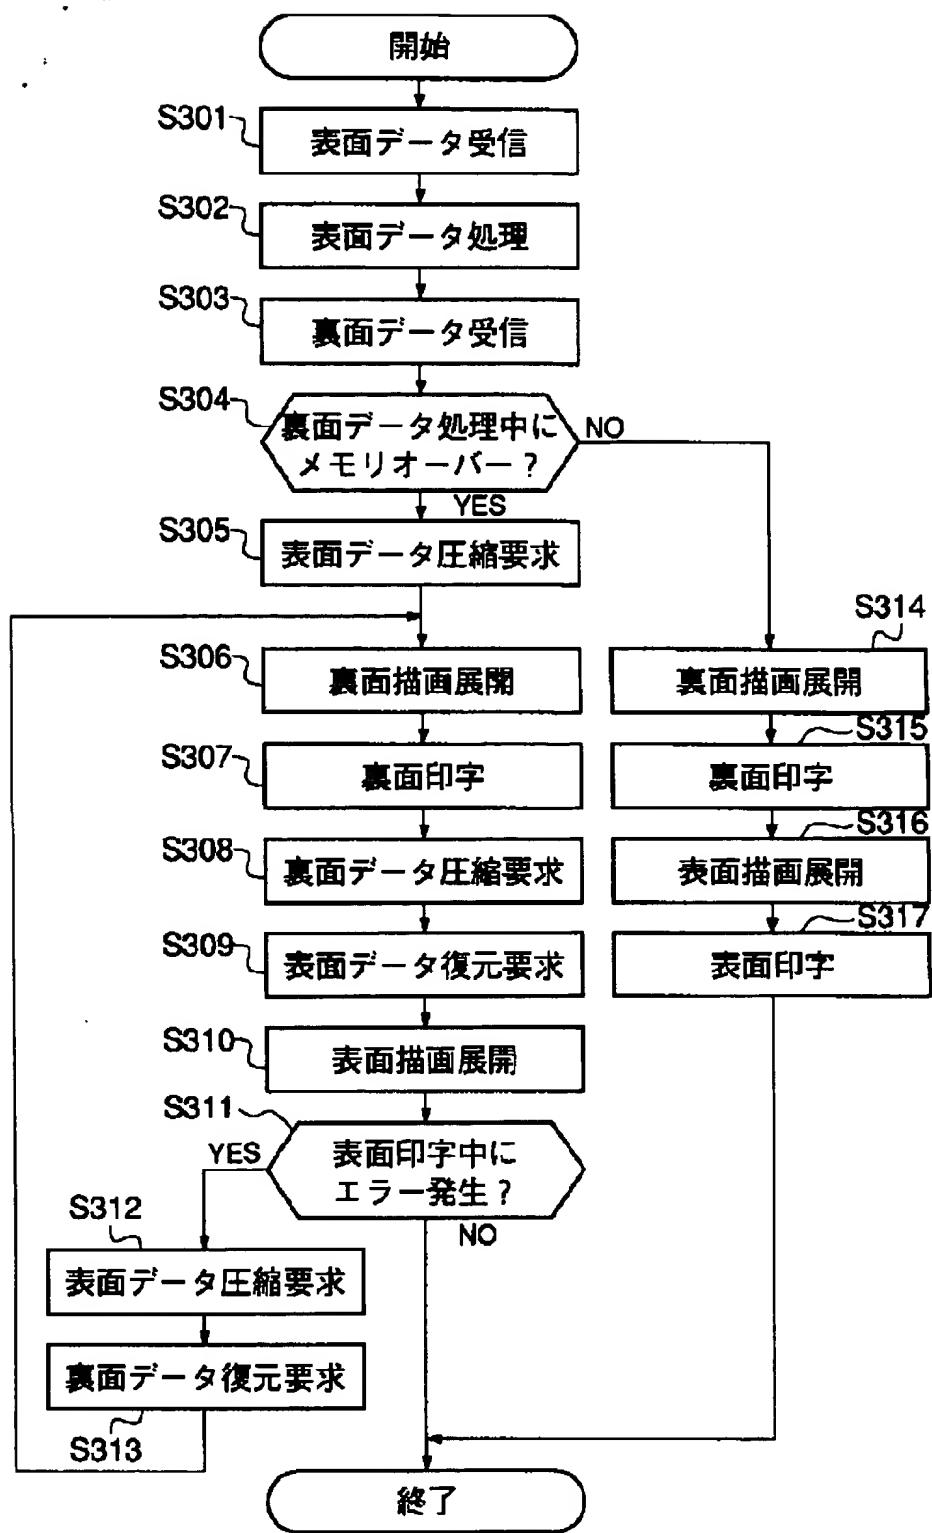 開始
S301
表面データ受信
S302
表面データ処理
S303
裏面データ受信
S304
裏面データ処理中に
メモリオーバー？
NO
YES
S305
表面データ圧縮要求
S306
裏面描画展開
S307
裏面印字
S308
裏面データ圧縮要求
S309
表面データ復元要求
S310
表面描画展開
S311
表面印字中に
エラー発生？
YES
NO
S312
表面データ圧縮要求
裏面データ復元要求
S313
S314
裏面描画展開
S315
裏面印字
S316
表面描画展開
S317
表面印字
終了